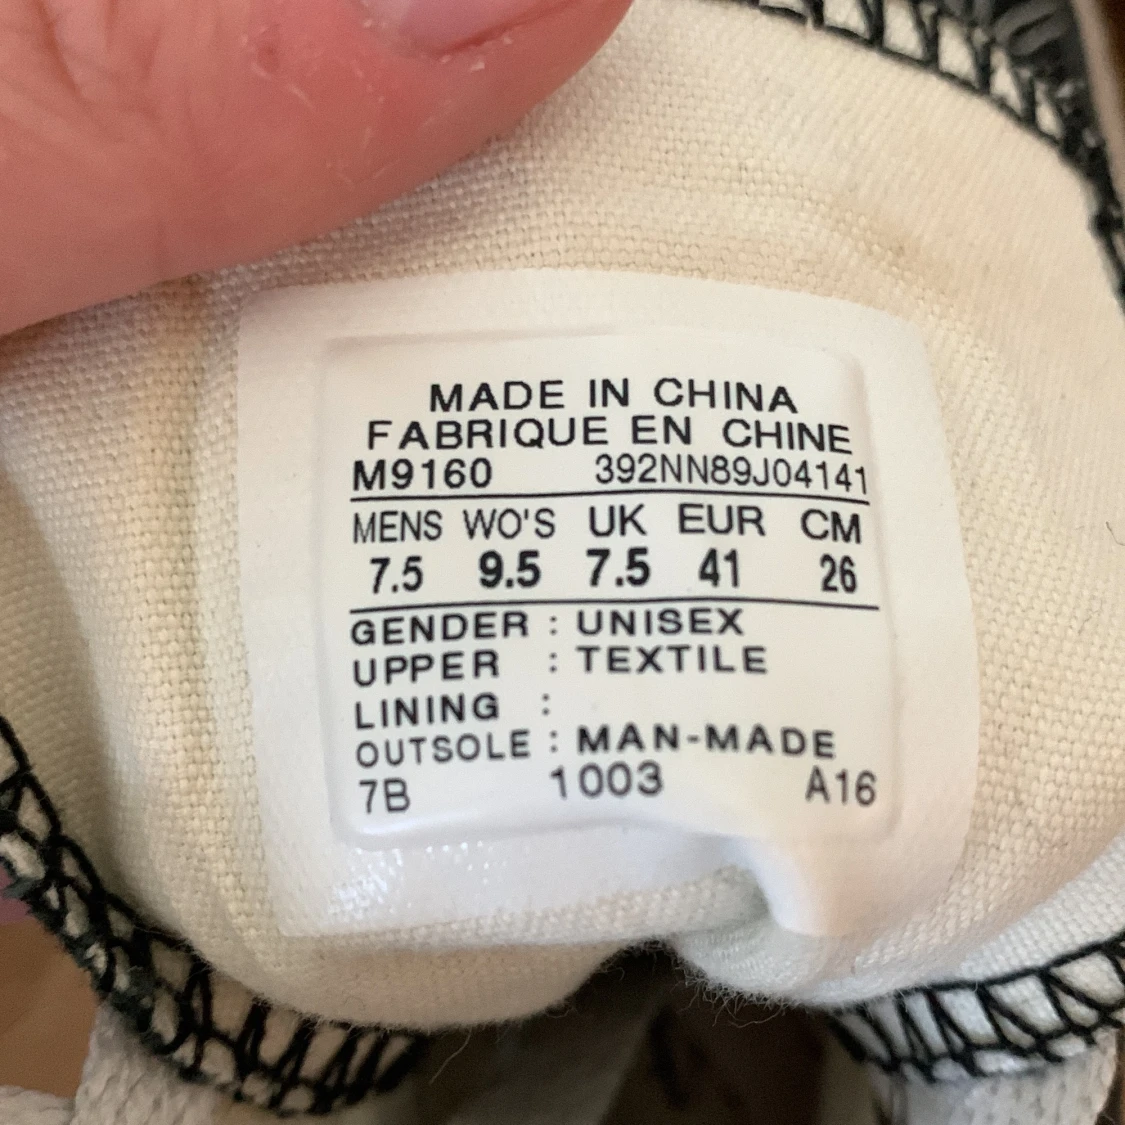 MADE IN CHINA
FABRIQUE EN CHINE
M9160 392NN89J04141
MENS WO'S UK EUR CM
7.5 9.5 7.5 41 26
GENDER : UNISEX
UPPER : TEXTILE
LINING :
OUTSOLE : MAN-MADE
7B 1003 A16